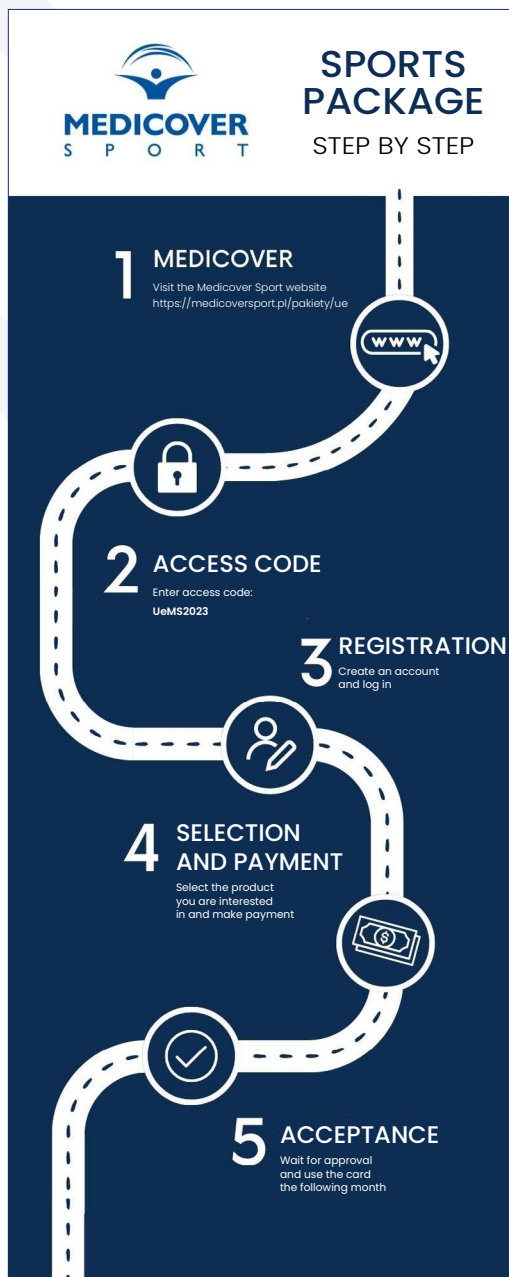 MEDICOVER
SPORT
SPORTS
PACKAGE
STEP BY STEP
1 MEDICOVER
Visit the Medicover Sport website
https://medicoversport.pl/pakiety/ue
www
2 ACCESS CODE
Enter access code:
UeMS2023
3 REGISTRATION
Create an account
and log in
4 SELECTION
AND PAYMENT
Select the product
you are interested
in and make payment
$
5 ACCEPTANCE
Wait for approval
and use the card
the following month